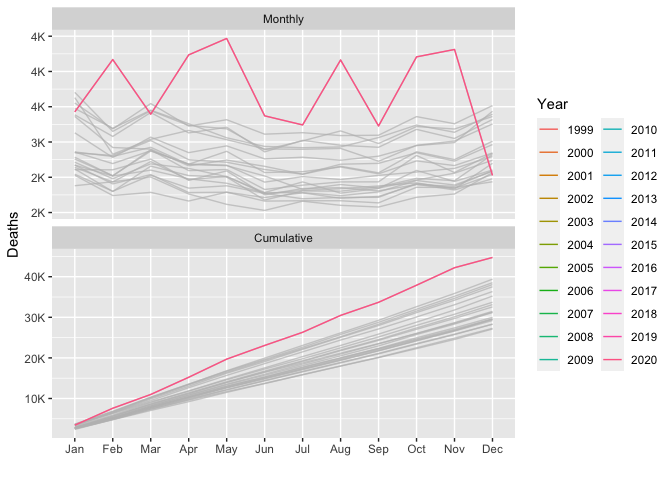 Monthly
4K
4K
4K
3K
2K
2K
Deaths
Cumulative
40K
30K
20K
10K
Jan Feb Mar Apr May Jun Jul Aug Sep Oct Nov Dec
Year
1999 2010
2000 2011
2001 2012
2002 2013
2003 2014
2004 2015
2005 2016
2006 2017
2007 2018
2008 2019
2009 2020